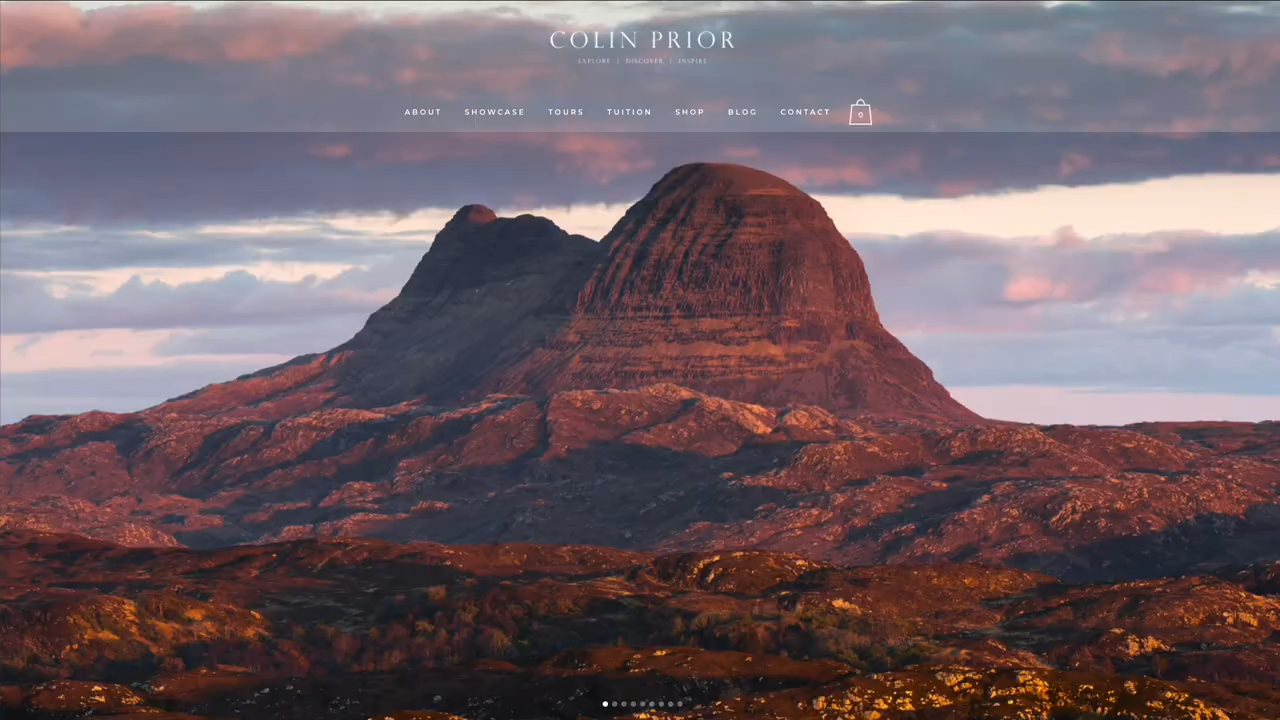 COLIN PRIOR
EXPLORE | DISCOVER | INSPIRE
ABOUT SHOWCASE TOURS TUITION SHOP BLOG CONTACT 0